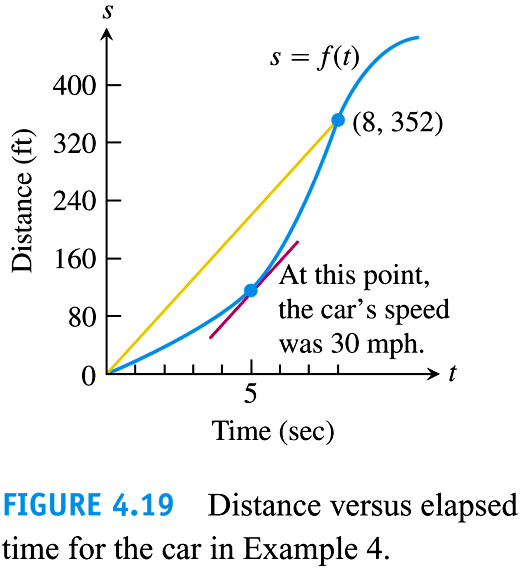 s
s = f(t)
400
(8, 352)
320
240
160
80
0
Distance (ft)
At this point,
the car’s speed
was 30 mph.
t
5
Time (sec)
FIGURE 4.19 Distance versus elapsed
time for the car in Example 4.